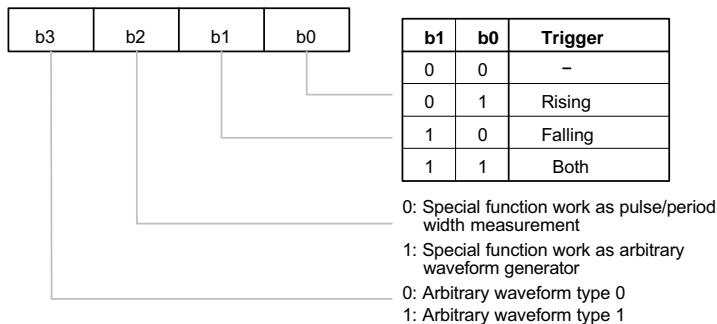 b3 b2 b1 b0
b1 b0 Trigger
0 0 –
0 1 Rising
1 0 Falling
1 1 Both
0: Special function work as pulse/period
width measurement
1: Special function work as arbitrary
waveform generator
0: Arbitrary waveform type 0
1: Arbitrary waveform type 1